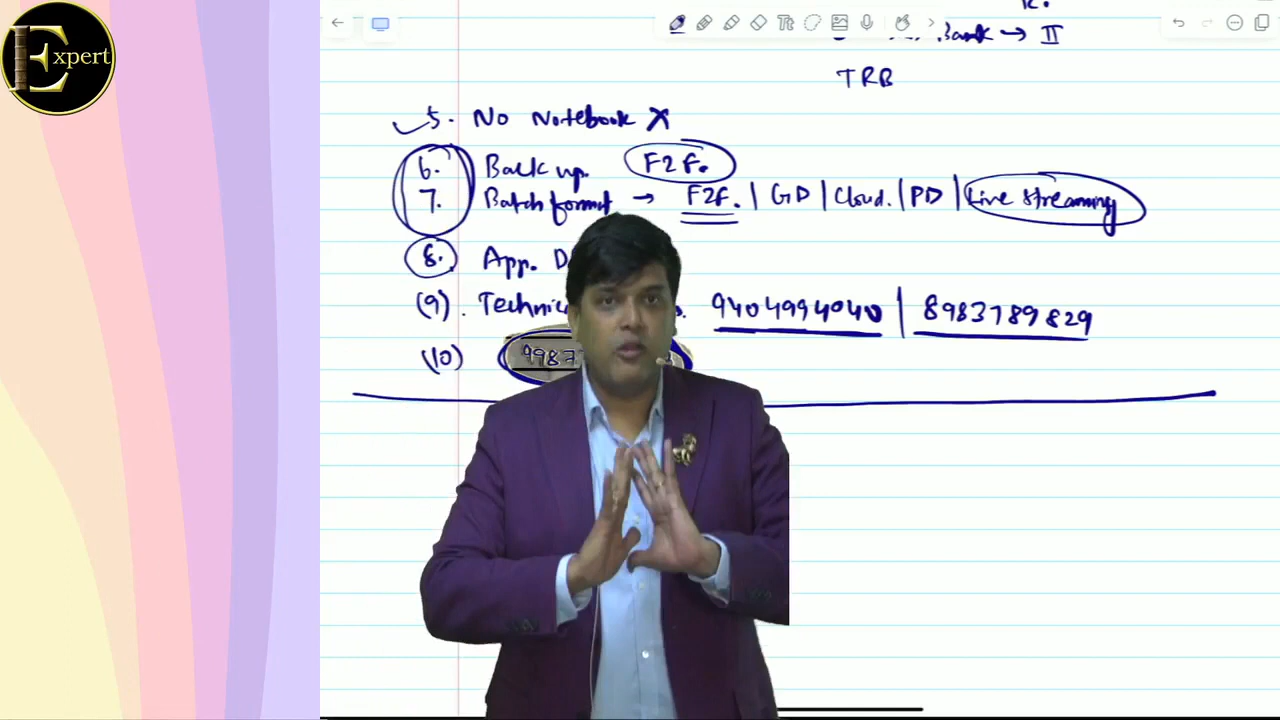 Expert
Bank → II
TRB
5. No Notebook X
6. Back up. F2F.
7. Batch format → F2F. | GD | Cloud. | PD | Live Streaming
8. App.
(9). 9404994040 | 8983789829
(10)